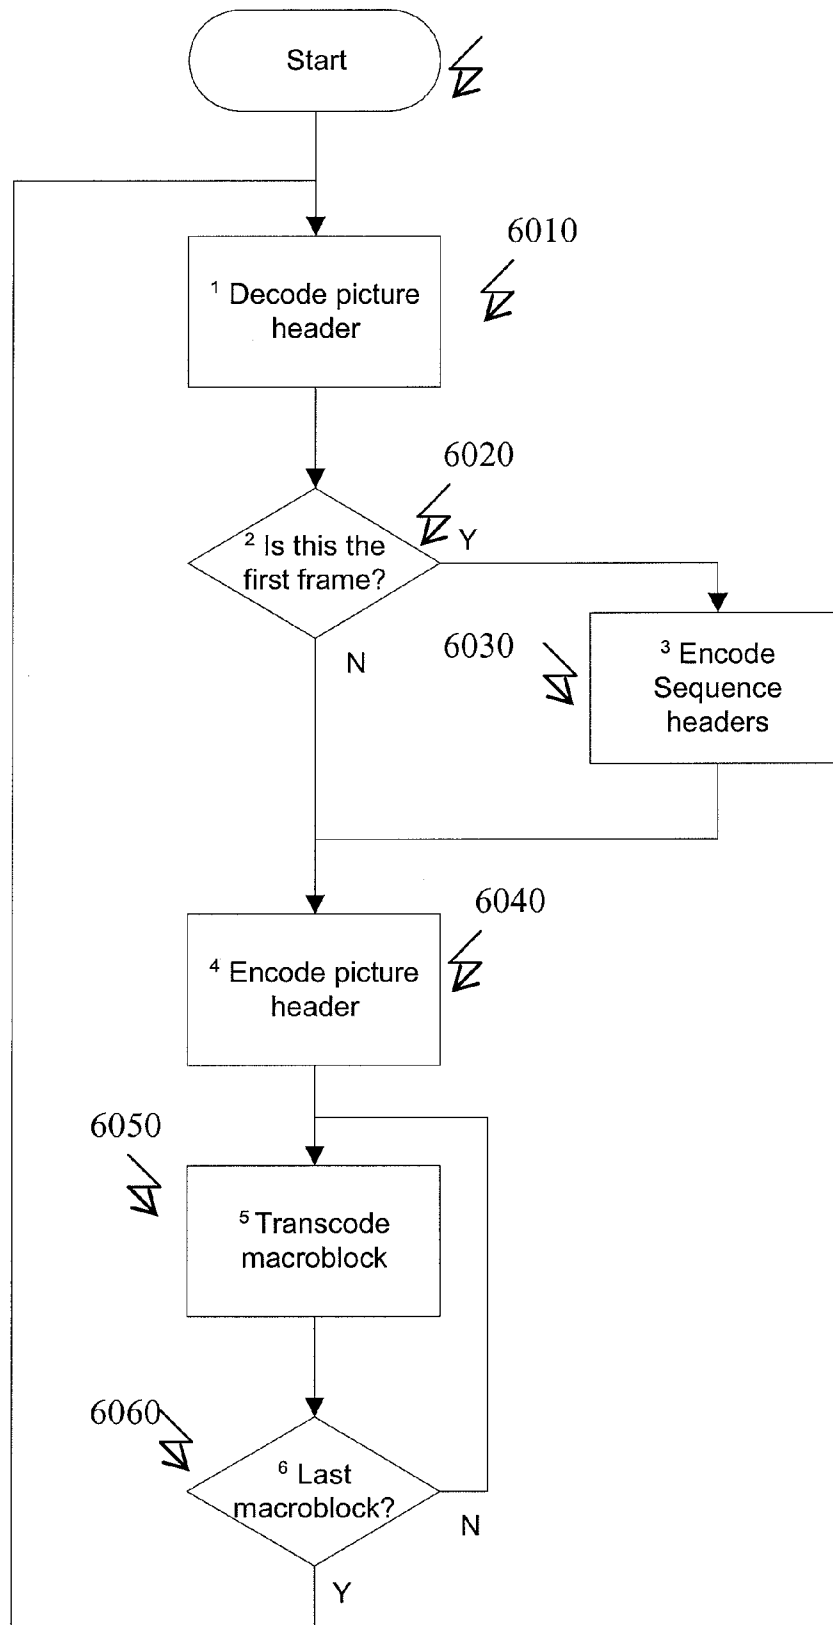 Start
6010
¹ Decode picture
header
6020
² Is this the
first frame?
Y
N
6030
³ Encode
Sequence
headers
6040
⁴ Encode picture
header
6050
⁵ Transcode
macroblock
6060
⁶ Last
macroblock?
N
Y